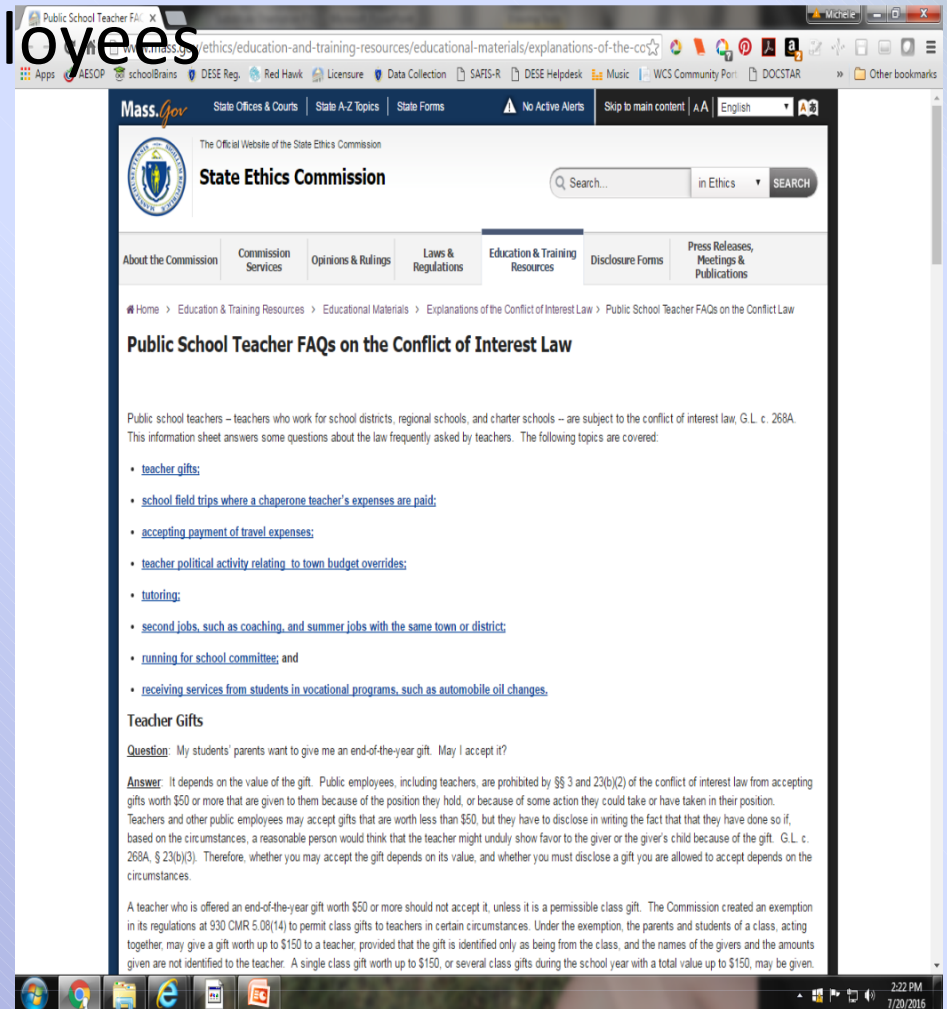 loyees
Public School Teacher FAC
Michele
www.mass.gov/ethics/education-and-training-resources/educational-materials/explanations-of-the-cc
Apps AESOP schoolBrains DESE Reg. Red Hawk Licensure Data Collection SAFIS-R DESE Helpdesk Music WCS Community Port DOCSTAR » Other bookmarks
Mass.Gov State Offices & Courts State A-Z Topics State Forms No Active Alerts Skip to main content AA English
The Official Website of the State Ethics Commission
State Ethics Commission
Search... in Ethics SEARCH
About the Commission Commission Services Opinions & Rulings Laws & Regulations Education & Training Resources Disclosure Forms Press Releases, Meetings & Publications
Home > Education & Training Resources > Educational Materials > Explanations of the Conflict of Interest Law > Public School Teacher FAQs on the Conflict Law
Public School Teacher FAQs on the Conflict of Interest Law
Public school teachers – teachers who work for school districts, regional schools, and charter schools -- are subject to the conflict of interest law, G.L. c. 268A.
This information sheet answers some questions about the law frequently asked by teachers. The following topics are covered:
• teacher gifts;
• school field trips where a chaperone teacher's expenses are paid;
• accepting payment of travel expenses;
• teacher political activity relating to town budget overrides;
• tutoring;
• second jobs, such as coaching, and summer jobs with the same town or district;
• running for school committee; and
• receiving services from students in vocational programs, such as automobile oil changes.
Teacher Gifts
Question: My students' parents want to give me an end-of-the-year gift. May I accept it?
Answer: It depends on the value of the gift. Public employees, including teachers, are prohibited by §§ 3 and 23(b)(2) of the conflict of interest law from accepting
gifts worth $50 or more that are given to them because of the position they hold, or because of some action they could take or have taken in their position.
Teachers and other public employees may accept gifts that are worth less than $50, but they have to disclose in writing the fact that that they have done so if,
based on the circumstances, a reasonable person would think that the teacher might unduly show favor to the giver or the giver's child because of the gift. G.L. c.
268A, § 23(b)(3). Therefore, whether you may accept the gift depends on its value, and whether you must disclose a gift you are allowed to accept depends on the
circumstances.
A teacher who is offered an end-of-the-year gift worth $50 or more should not accept it, unless it is a permissible class gift. The Commission created an exemption
in its regulations at 930 CMR 5.08(14) to permit class gifts to teachers in certain circumstances. Under the exemption, the parents and students of a class, acting
together, may give a gift worth up to $150 to a teacher, provided that the gift is identified only as being from the class, and the names of the givers and the amounts
given are not identified to the teacher. A single class gift worth up to $150, or several class gifts during the school year with a total value up to $150, may be given.
2:22 PM
7/20/2016